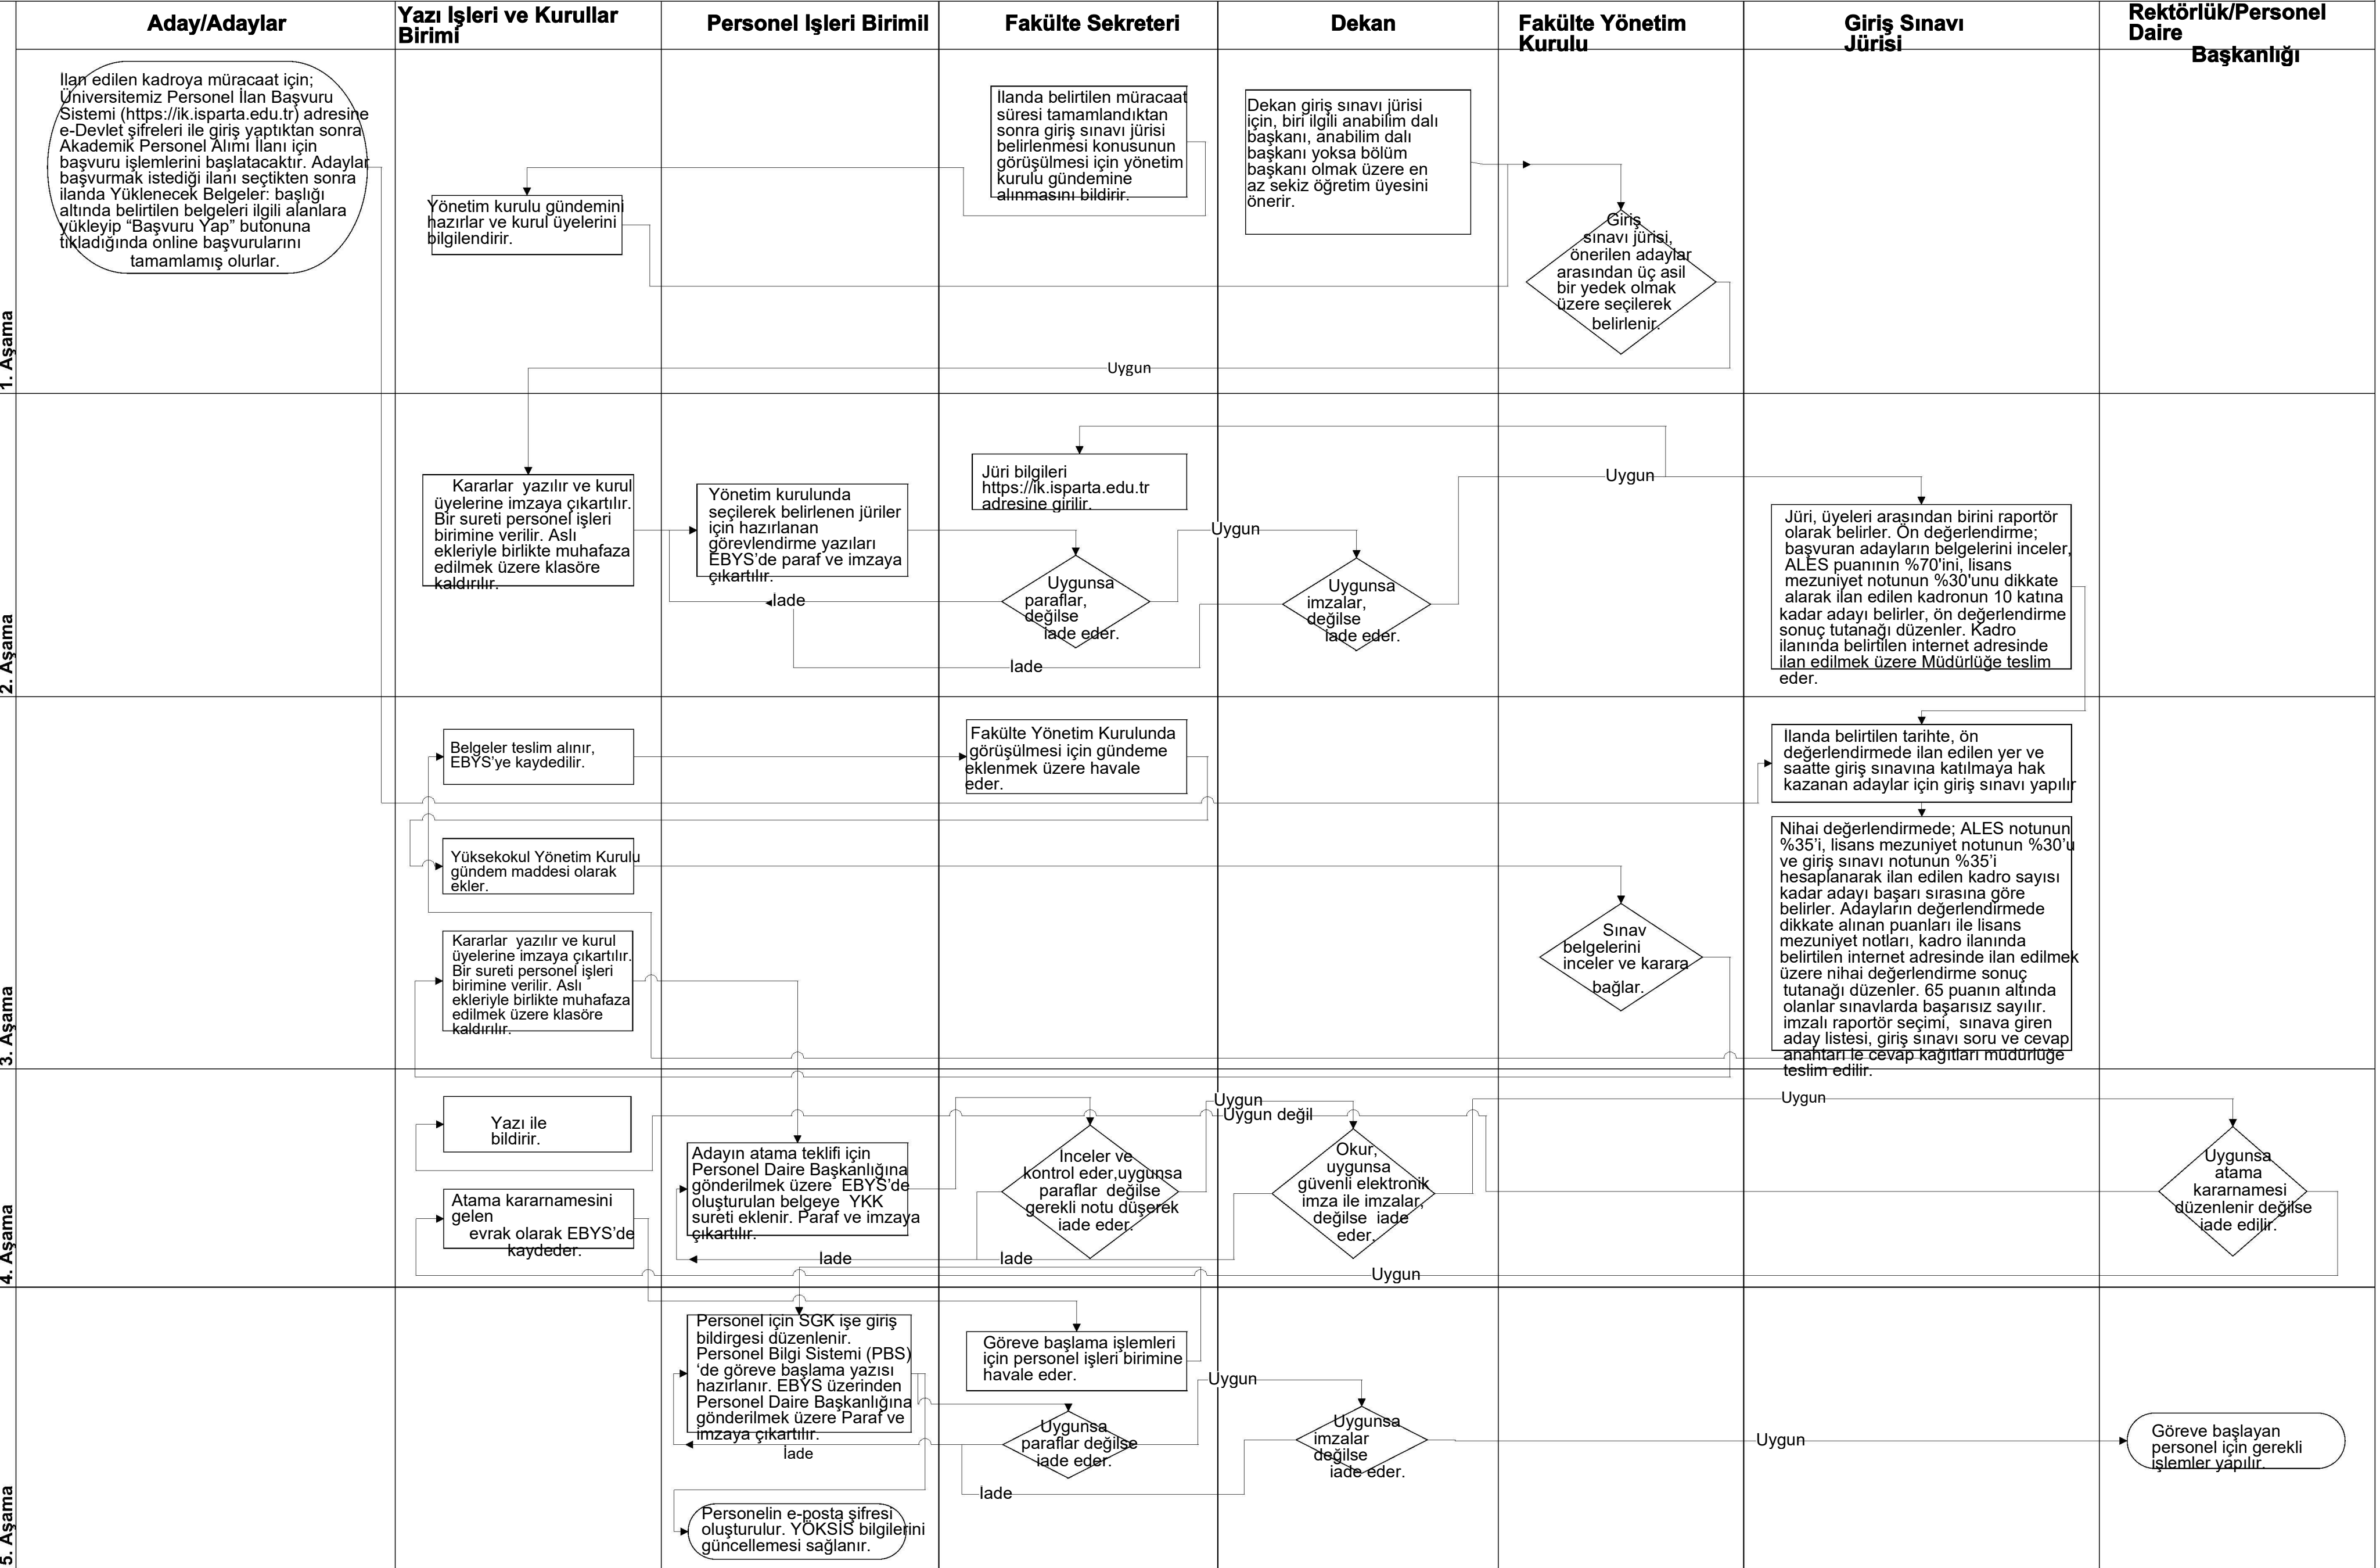 Aday/Adaylar
Yazı Işleri ve Kurullar
Birimi
Personel Işleri Birimil
Fakülte Sekreteri
Dekan
Fakülte Yönetim
Kurulu
Giriş Sınavı
Jürisi
Rektörlük/Personel
Daire
Başkanlığı
1. Aşama
Ilan edilen kadroya müracaat için;
Üniversitemiz Personel İlan Başvuru
Sistemi (https://ik.isparta.edu.tr) adresine
e-Devlet şifreleri ile giriş yaptıktan sonra
Akademik Personel Alımı Ilanı için
başvuru işlemlerini başlatacaktır. Adaylar
başvurmak istediği ilanı seçtikten sonra
ilanda Yüklenecek Belgeler: başlığı
altında belirtilen belgeleri ilgili alanlara
yükleyip “Başvuru Yap” butonuna
tıkladığında online başvurularını
tamamlamış olurlar.
Yönetim kurulu gündemini
hazırlar ve kurul üyelerini
bilgilendirir.
Ilanda belirtilen müracaat
süresi tamamlandıktan
sonra giriş sınavı jürisi
belirlenmesi konusunun
görüşülmesi için yönetim
kurulu gündemine
alınmasını bildirir.
Dekan giriş sınavı jürisi
için, biri ilgili anabilim dalı
başkanı, anabilim dalı
başkanı yoksa bölüm
başkanı olmak üzere en
az sekiz öğretim üyesini
önerir.
Giriş
sınavı jürisi,
önerilen adaylar
arasından üç asil
bir yedek olmak
üzere seçilerek
belirlenir.
Uygun
2. Aşama
Kararlar yazılır ve kurul
üyelerine imzaya çıkartılır.
Bir sureti personel işleri
birimine verilir. Aslı
ekleriyle birlikte muhafaza
edilmek üzere klasöre
kaldırılır.
Yönetim kurulunda
seçilerek belirlenen jüriler
için hazırlanan
görevlendirme yazıları
EBYS’de paraf ve imzaya
çıkartılır.
Jüri bilgileri
https://ik.isparta.edu.tr
adresine girilir.
Uygunsa
paraflar,
değilse
iade eder.
Uygun
Iade
Iade
Uygunsa
imzalar,
değilse
iade eder.
Uygun
Jüri, üyeleri arasından birini raportör
olarak belirler. Ön değerlendirme;
başvuran adayların belgelerini inceler,
ALES puanının %70'ini, lisans
mezuniyet notunun %30'unu dikkate
alarak ilan edilen kadronun 10 katına
kadar adayı belirler, ön değerlendirme
sonuç tutanağı düzenler. Kadro
ilanında belirtilen internet adresinde
ilan edilmek üzere Müdürlüğe teslim
eder.
3. Aşama
Belgeler teslim alınır,
EBYS’ye kaydedilir.
Fakülte Yönetim Kurulunda
görüşülmesi için gündeme
eklenmek üzere havale
eder.
Ilanda belirtilen tarihte, ön
değerlendirmede ilan edilen yer ve
saatte giriş sınavına katılmaya hak
kazanan adaylar için giriş sınavı yapılır
Yüksekokul Yönetim Kurulu
gündem maddesi olarak
ekler.
Kararlar yazılır ve kurul
üyelerine imzaya çıkartılır.
Bir sureti personel işleri
birimine verilir. Aslı
ekleriyle birlikte muhafaza
edilmek üzere klasöre
kaldırılır.
Sınav
belgelerini
inceler ve karara
bağlar.
Nihai değerlendirmede; ALES notunun
%35’i, lisans mezuniyet notunun %30’u
ve giriş sınavı notunun %35’i
hesaplanarak ilan edilen kadro sayısı
kadar adayı başarı sırasına göre
belirler. Adayların değerlendirmede
dikkate alınan puanları ile lisans
mezuniyet notları, kadro ilanında
belirtilen internet adresinde ilan edilmek
üzere nihai değerlendirme sonuç
tutanağı düzenler. 65 puanın altında
olanlar sınavlarda başarısız sayılır.
imzalı raportör seçimi, sınava giren
aday listesi, giriş sınavı soru ve cevap
anahtarı ile cevap kağıtları müdürlüğe
teslim edilir.
4. Aşama
Yazı ile
bildirir.
Atama kararnamesini
gelen
evrak olarak EBYS’de
kaydeder.
Adayın atama teklifi için
Personel Daire Başkanlığına
gönderilmek üzere EBYS’de
oluşturulan belgeye YKK
sureti eklenir. Paraf ve imzaya
çıkartılır.
Inceler ve
kontrol eder,uygunsa
paraflar değilse
gerekli notu düşerek
iade eder.
Uygun
Uygun değil
Okur,
uygunsa
güvenli elektronik
imza ile imzalar,
değilse iade
eder.
Uygun
Uygunsa
atama
kararnamesi
düzenlenir değilse
iade edilir.
Iade
Iade
Uygun
5. Aşama
Personel için SGK işe giriş
bildirgesi düzenlenir.
Personel Bilgi Sistemi (PBS)
‘de göreve başlama yazısı
hazırlanır. EBYS üzerinden
Personel Daire Başkanlığına
gönderilmek üzere Paraf ve
imzaya çıkartılır.
Göreve başlama işlemleri
için personel işleri birimine
havale eder.
Uygun
Uygunsa
paraflar değilse
iade eder.
Iade
Iade
Uygunsa
imzalar
değilse
iade eder.
Uygun
Göreve başlayan
personel için gerekli
işlemler yapılır.
Personelin e-posta şifresi
oluşturulur. YÖKSİS bilgilerini
güncellemesi sağlanır.